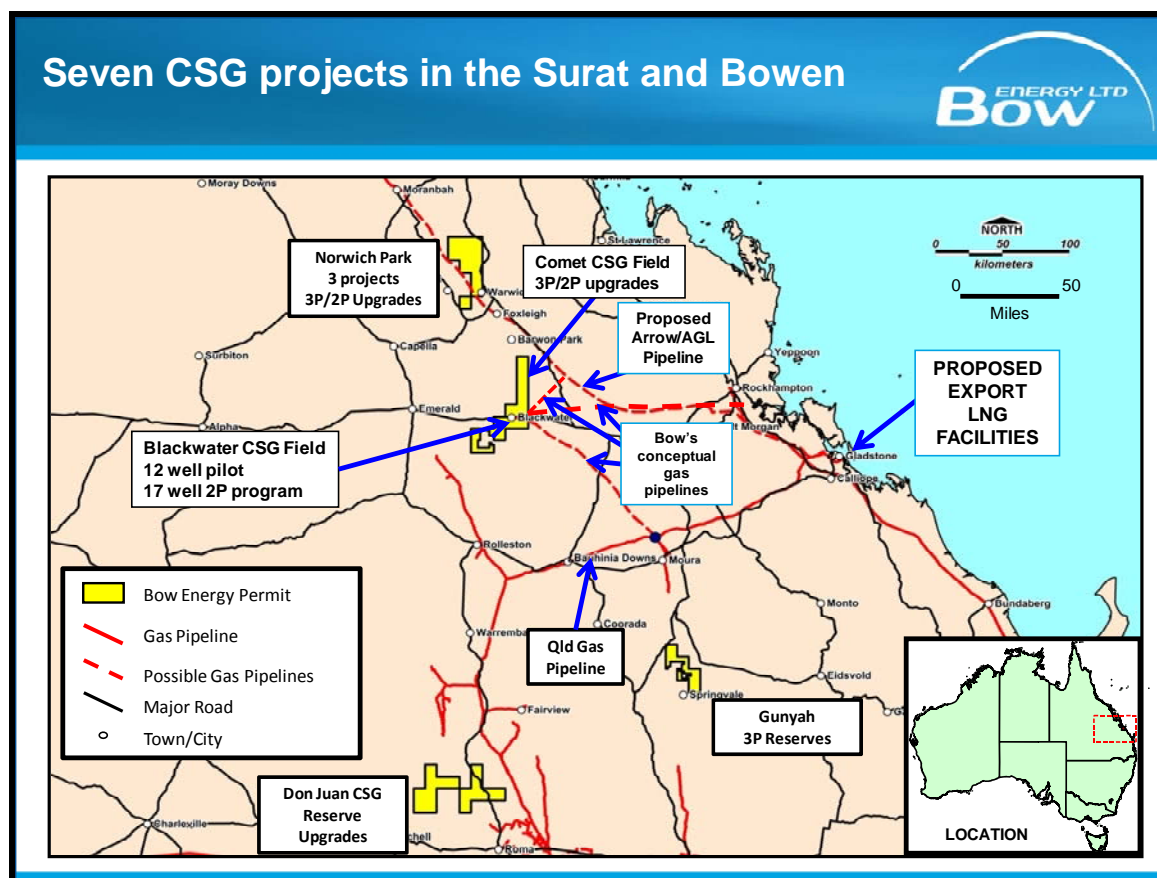 Seven CSG projects in the Surat and Bowen
ENERGY LTD
BOW
Moray Downs
Moranbah
St Lawrence
NORTH
0 50 100
kilometers
0 50
Miles
Norwich Park
3 projects
3P/2P Upgrades
Comet CSG Field
3P/2P upgrades
Foxleigh
Barwon Park
Proposed
Arrow/AGL
Pipeline
Surbiton
Capella
Yeppoon
PROPOSED
EXPORT
LNG
FACILITIES
Rockhampton
Emerald
Alpha
Blackwater
Morgan
Blackwater CSG Field
12 well pilot
17 well 2P program
Bow's
conceptual
gas
pipelines
Gladstone
Calliope
Rolleston
Bauhinia Downs
Moura
Bow Energy Permit
Gas Pipeline
Possible Gas Pipelines
Major Road
Town/City
Monto
Bundaberg
Coorada
Warremba
Qld Gas
Pipeline
Springvale
Eidsvold
Fairview
Gunyah
3P Reserves
Don Juan CSG
Reserve
Upgrades
Charleville
Roma
LOCATION